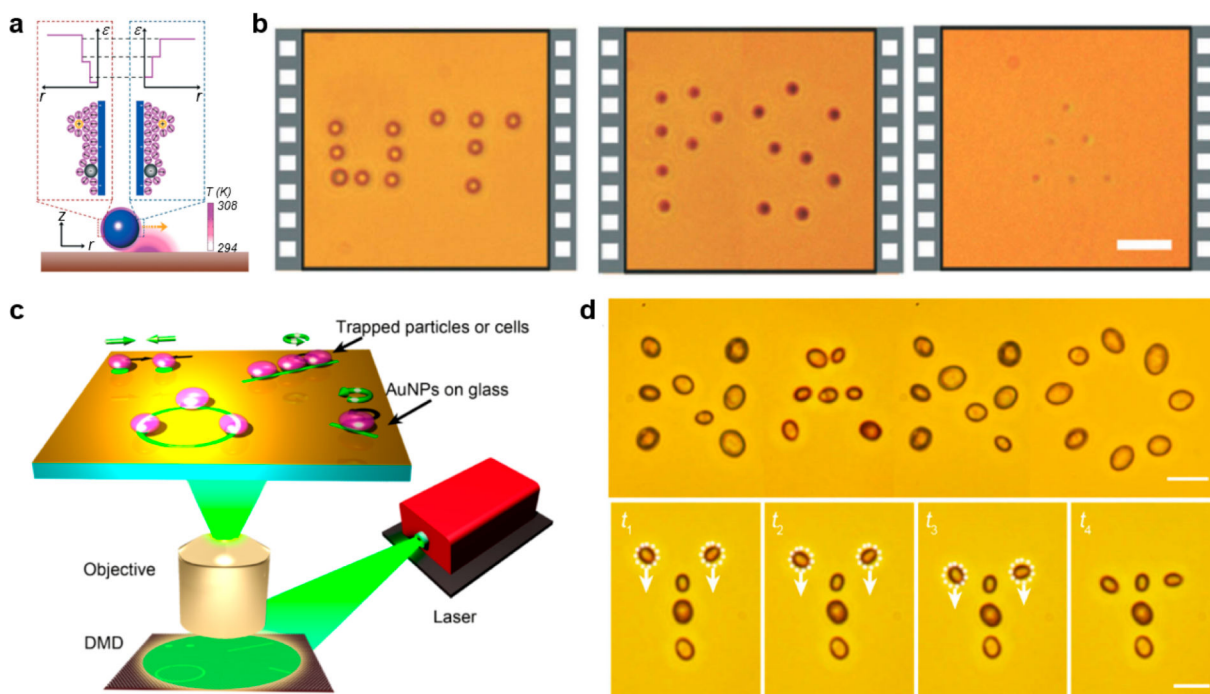 a
ε ε
r r
T (K)
308
z
r
294
b
c
Trapped particles or cells
AuNPs on glass
Objective
Laser
DMD
d
t1 t2 t3 t4